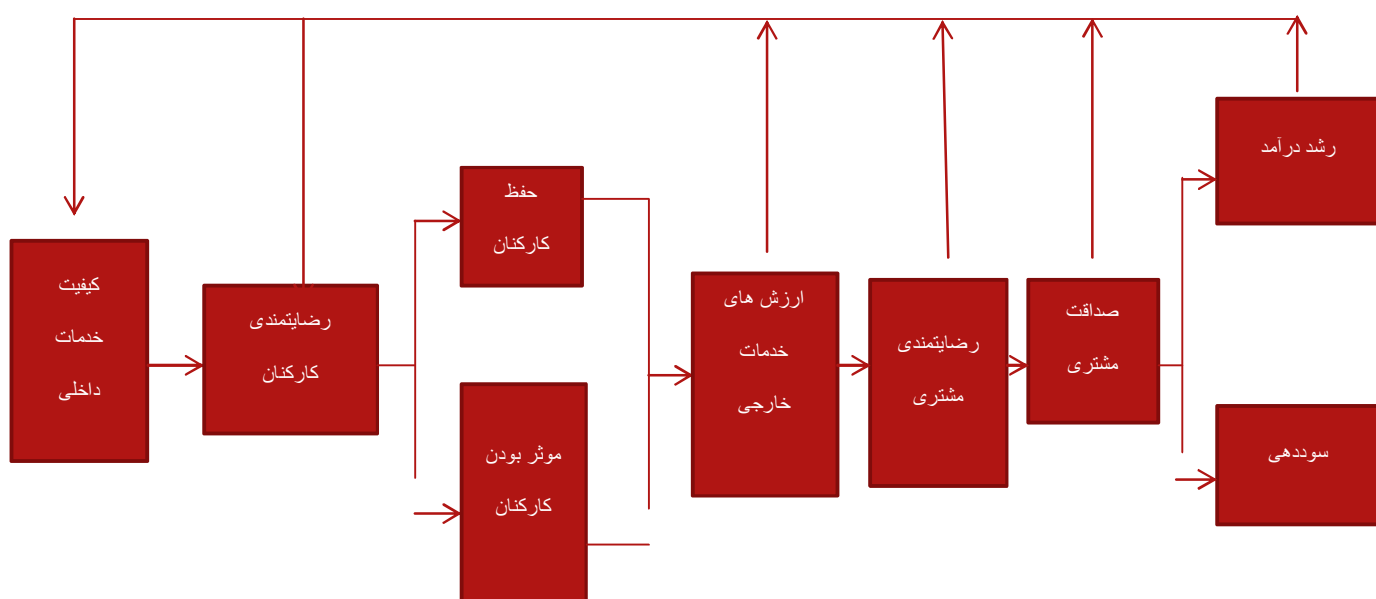 کیفیت
خدمات
داخلی
رضایتمندی
کارکنان
حفظ
کارکنان
موثر بودن
کارکنان
ارزش های
خدمات
خارجی
رضایتمندی
مشتری
صداقت
مشتری
رشد درآمد
سوددهی